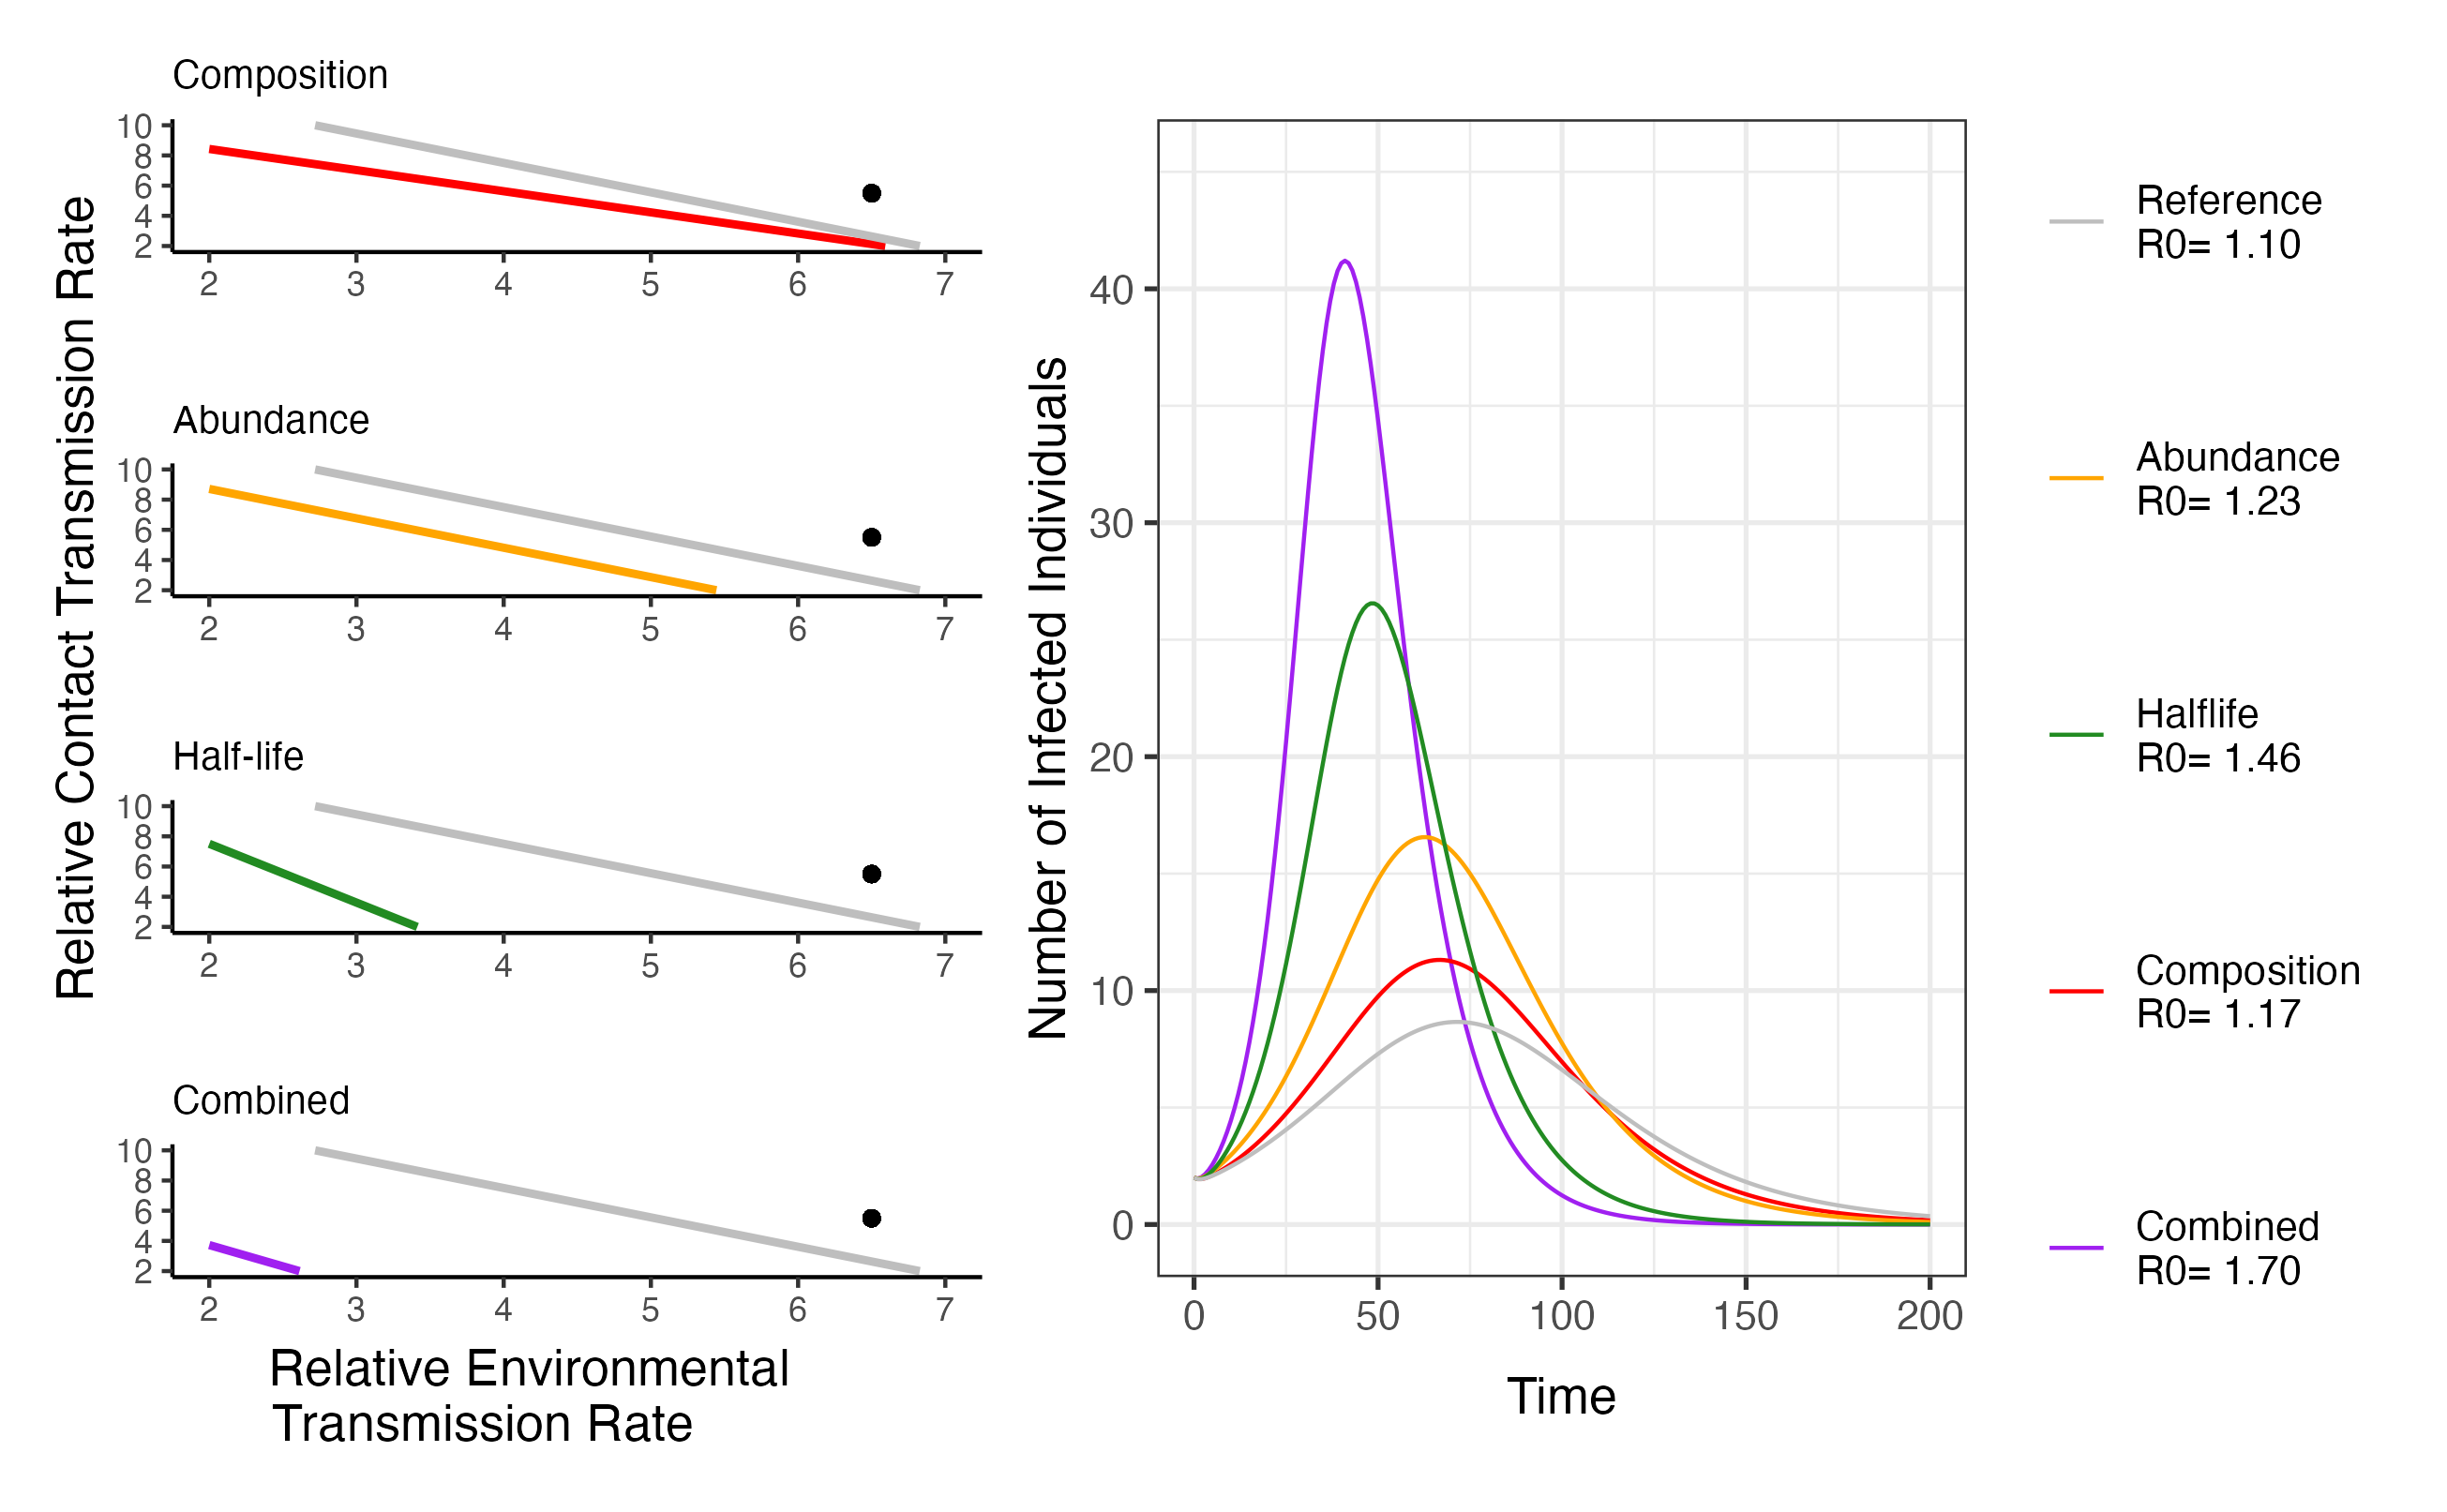 Composition
10
8
6
4
2
2 3 4 5 6 7
Abundance
10
8
6
4
2
2 3 4 5 6 7
Half-life
10
8
6
4
2
2 3 4 5 6 7
Combined
10
8
6
4
2
2 3 4 5 6 7
Relative Contact Transmission Rate
Relative Environmental
Transmission Rate
Number of Infected Individuals
40
30
20
10
0
0 50 100 150 200
Time
Reference
R0= 1.10
Abundance
R0= 1.23
Halflife
R0= 1.46
Composition
R0= 1.17
Combined
R0= 1.70